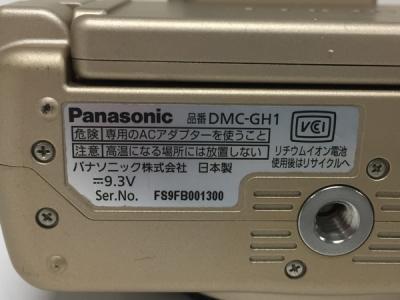 Panasonic 品番 DMC-GH1
危険 専用のACアダプターを使うこと
注意 高温になる場所には放置しない
パナソニック株式会社 日本製
⎓9.3V
Ser.No. FS9FB001300
VCI
リチウムイオン電池
使用後はリサイクルへ